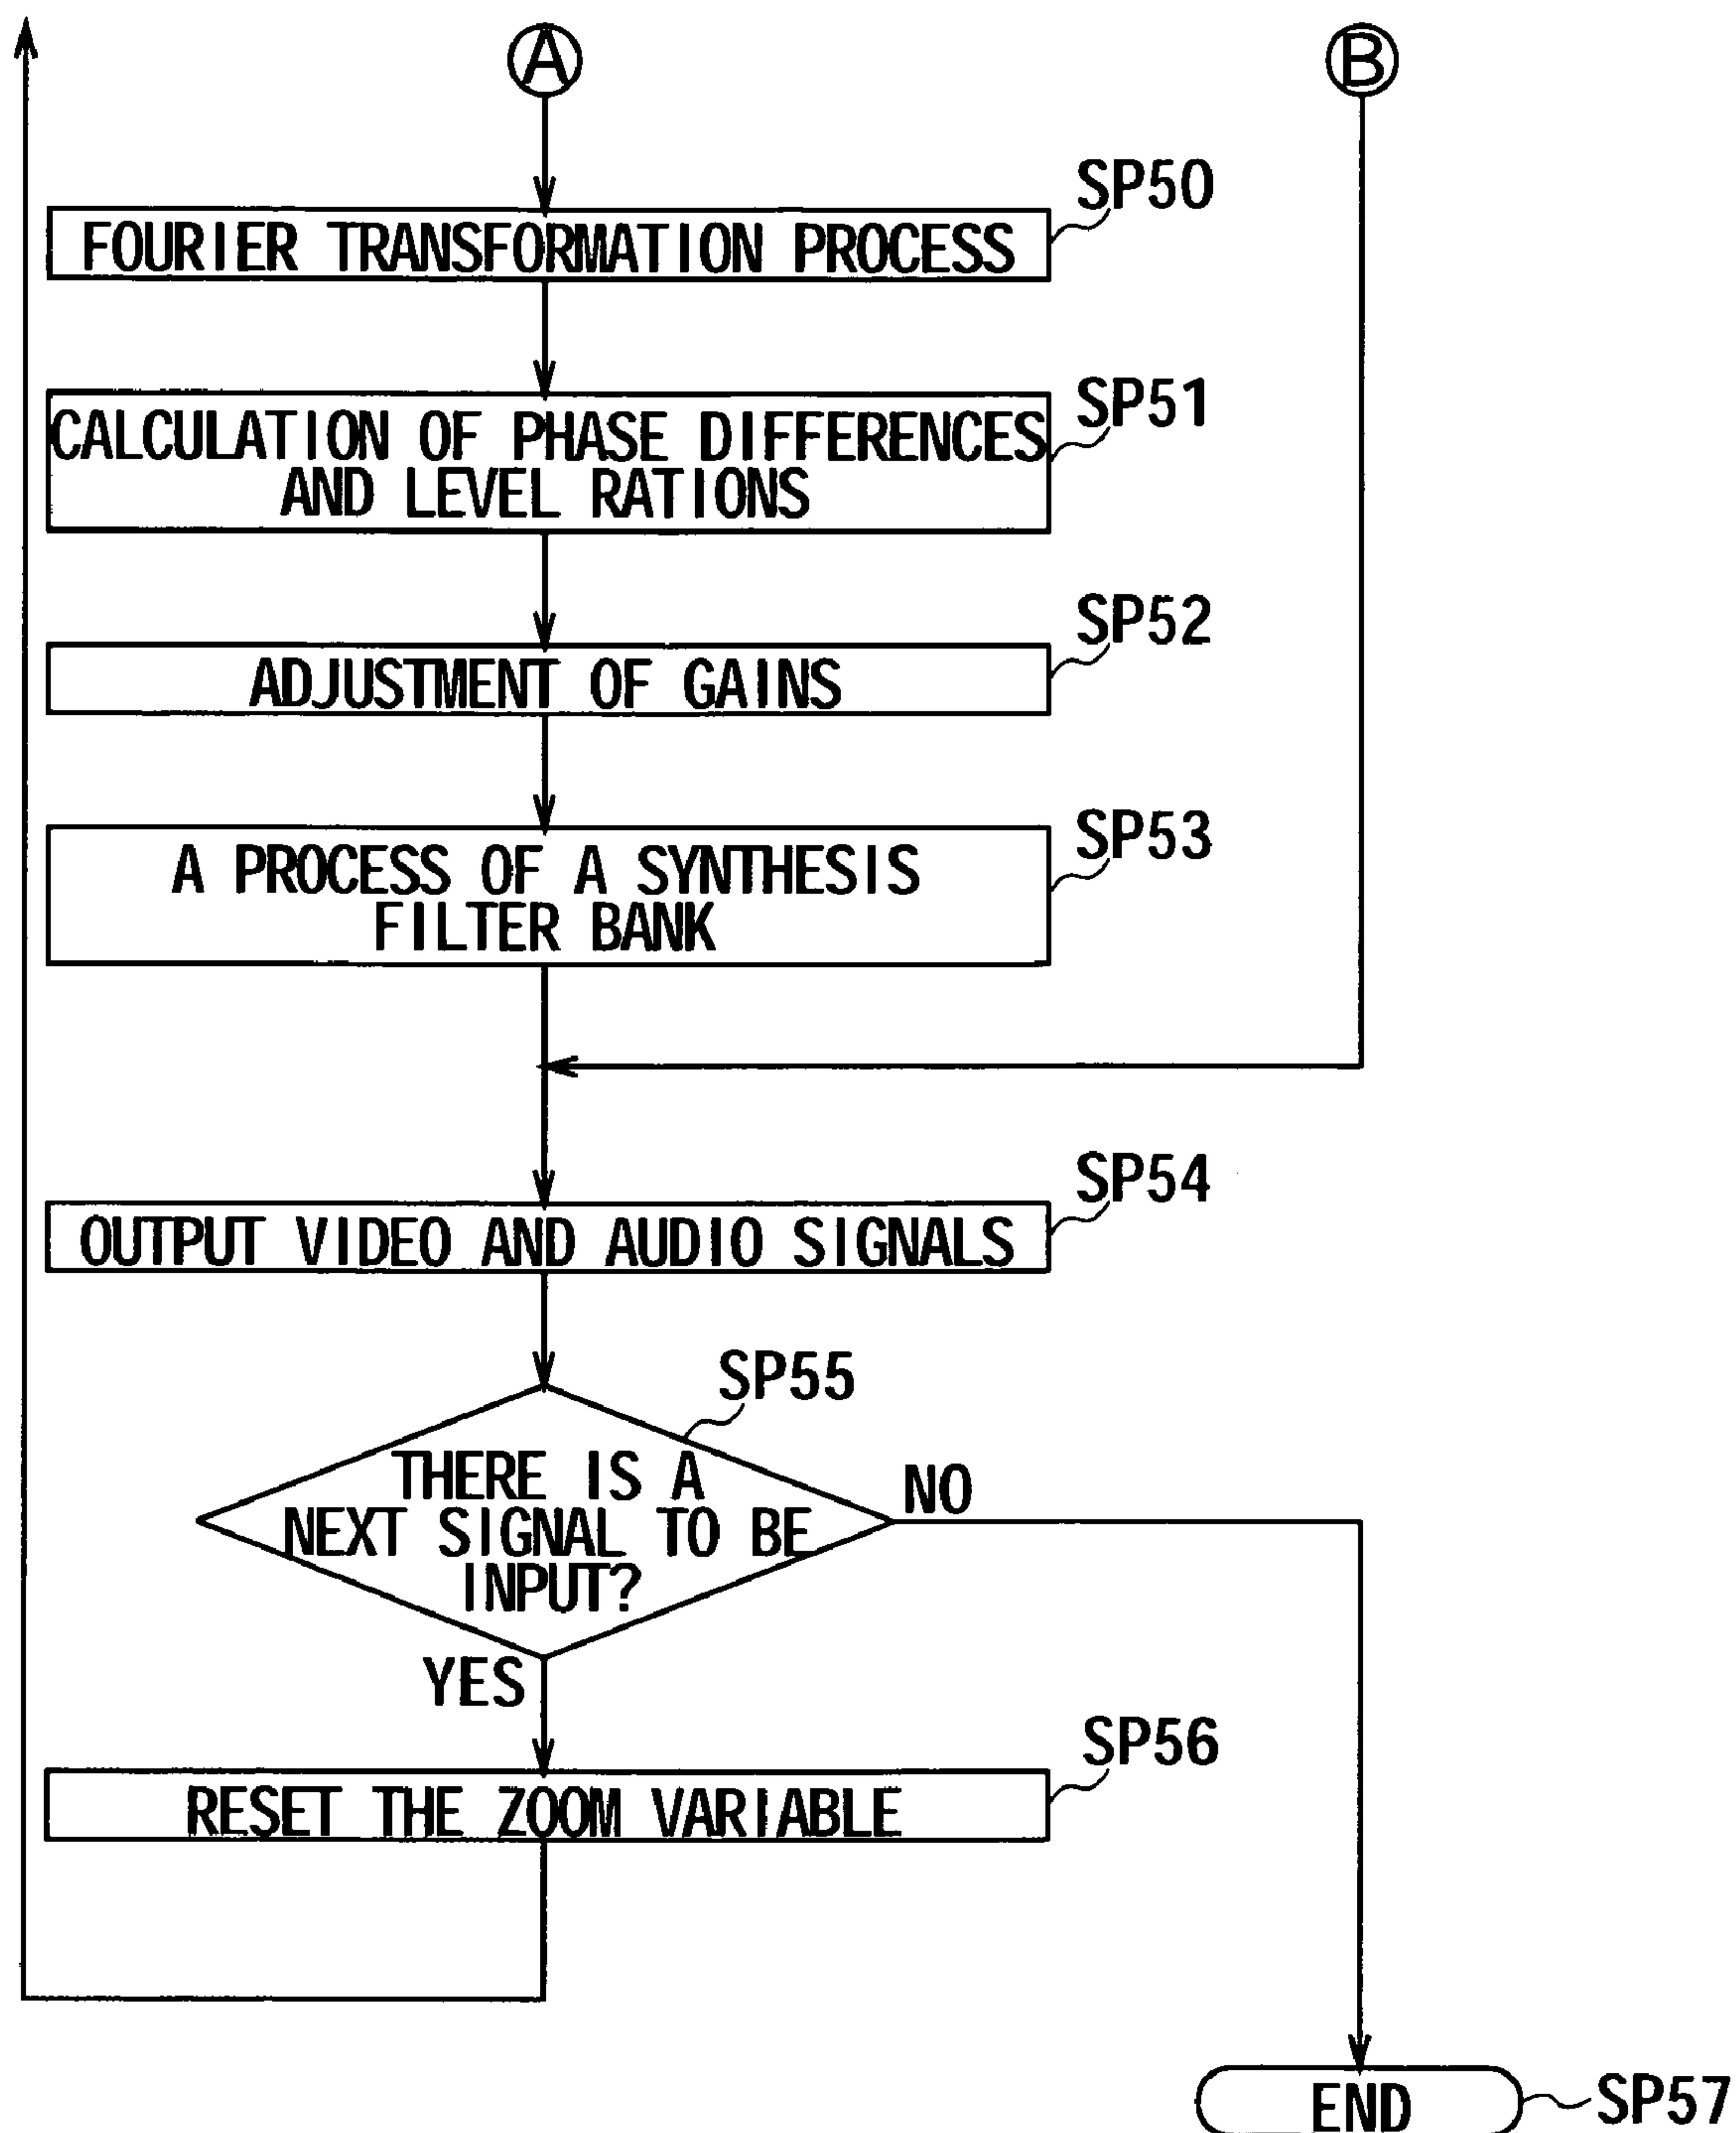 A
B
SP50
FOURIER TRANSFORMATION PROCESS
SP51
CALCULATION OF PHASE DIFFERENCES
AND LEVEL RATIONS
SP52
ADJUSTMENT OF GAINS
SP53
A PROCESS OF A SYNTHESIS
FILTER BANK
SP54
OUTPUT VIDEO AND AUDIO SIGNALS
SP55
THERE IS A
NEXT SIGNAL TO BE
INPUT?
NO
YES
SP56
RESET THE ZOOM VARIABLE
END
SP57